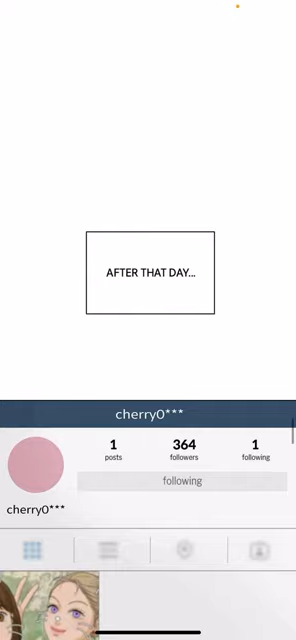 AFTER THAT DAY...
cherry0***
1 364 1
posts followers following
following
cherry0***